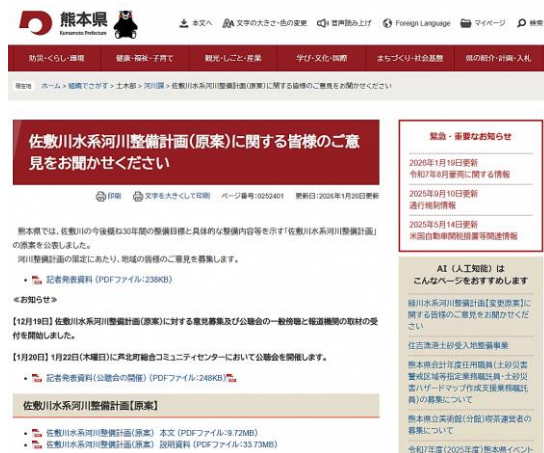 熊本県
Kumamoto Prefecture
本文へ 文字の大きさ・色の変更 音声読み上げ Foreign Language マイページ 検索
防災・くらし・環境 健康・福祉・子育て 観光・しごと・産業 学び・文化・国際 まちづくり・社会基盤 県の紹介・計画・入札
現在地 ホーム > 組織でさがす > 土木部 > 河川課 > 佐敷川水系河川整備計画(原案)に関する皆様のご意見をお聞かせください
佐敷川水系河川整備計画(原案)に関する皆様のご意
見をお聞かせください
印刷 文字を大きくして印刷 ページ番号:0252401 更新日:2026年1月20日更新
熊本県では、佐敷川の今後概ね30年間の整備目標と具体的な整備内容等を示す「佐敷川水系河川整備計画」
の原案を公表しました。
河川整備計画の策定にあたり、地域の皆様のご意見を募集します。
記者発表資料 (PDFファイル:238KB)
≪お知らせ≫
【12月19日】佐敷川水系河川整備計画(原案)に対する意見募集及び公聴会の一般傍聴と報道機関の取材の受
付を開始しました。
【1月20日】1月22日(木曜日)に芦北町総合コミュニティセンターにおいて公聴会を開催します。
記者発表資料(公聴会の開催) (PDFファイル:248KB)
佐敷川水系河川整備計画【原案】
佐敷川水系河川整備計画(原案) 本文 (PDFファイル:9.72MB)
佐敷川水系河川整備計画(原案) 説明資料 (PDFファイル:33.73MB)
緊急・重要なお知らせ
2026年1月19日更新
令和7年8月豪雨に関する情報
2025年9月10日更新
通行規制情報
2025年5月14日更新
米国自動車関税措置等関連情報
AI(人工知能)は
こんなページをおすすめします
緑川水系河川整備計画【変更原案】に
関する皆様のご意見をお聞かせくだ
さい
住吉漁港土砂受入地整備事業
熊本県会計年度任用職員(土砂災害
警戒区域等指定業務嘱託員・土砂災
害ハザードマップ作成支援業務嘱託
員)の募集について
熊本県立美術館(分館)喫茶運営者の
募集について
令和7年度(2025年度)熊本県イベント